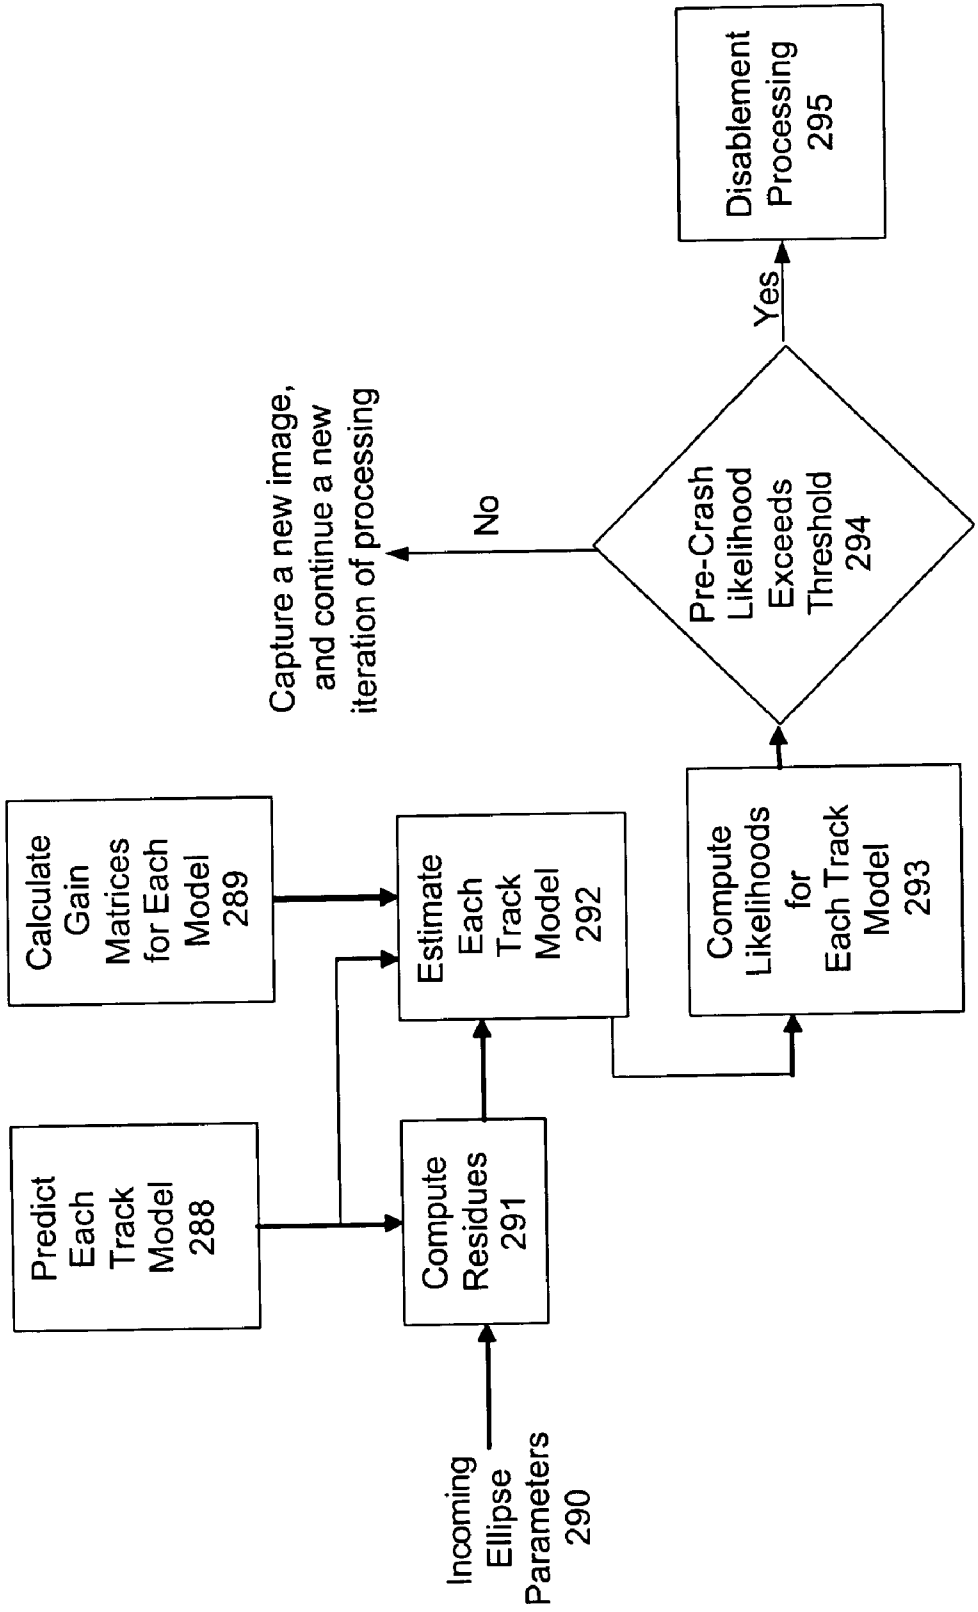 Predict
Each
Track
Model
288
Calculate
Gain
Matrices
for Each
Model
289
Incoming
Ellipse
Parameters
290
Compute
Residues
291
Estimate
Each
Track
Model
292
Compute
Likelihoods
for
Each Track
Model
293
Pre-Crash
Likelihood
Exceeds
Threshold
294
No
Capture a new image,
and continue a new
iteration of processing
Yes
Disablement
Processing
295